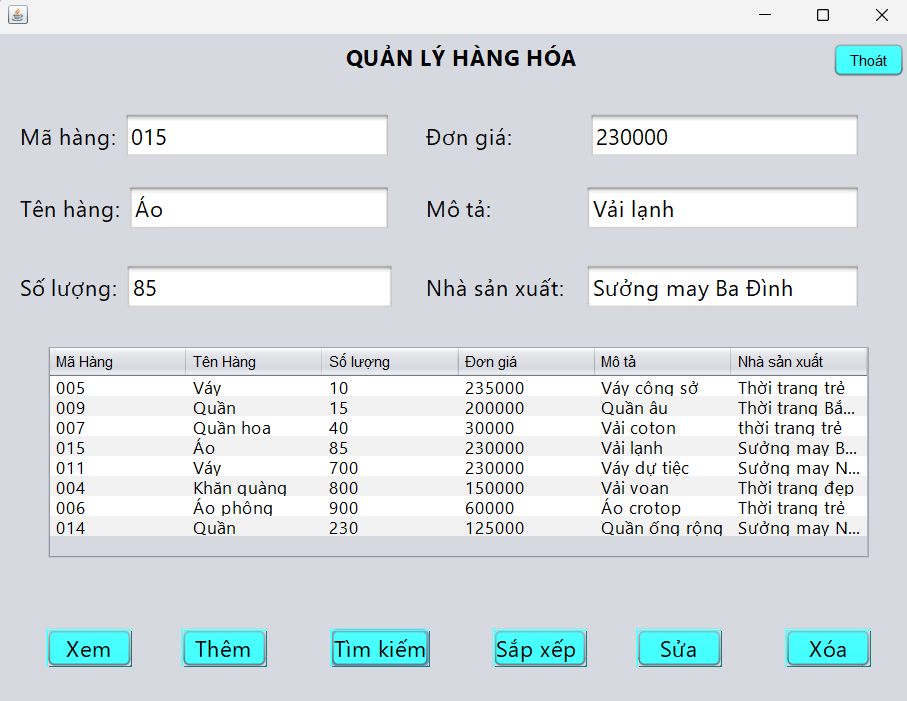 QUẢN LÝ HÀNG HÓA
Thoát
Mã hàng: 015 Đơn giá: 230000
Tên hàng: Áo Mô tả: Vải lạnh
Số lượng: 85 Nhà sản xuất: Sưởng may Ba Đình
Mã Hàng Tên Hàng Số lượng Đơn giá Mô tả Nhà sản xuất
005 Váy 10 235000 Váy công sở Thời trang trẻ
009 Quần 15 200000 Quần âu Thời trang Bắ...
007 Quần hoa 40 30000 Vải coton thời trang trẻ
015 Áo 85 230000 Vải lạnh Sưởng may B...
011 Váy 700 230000 Váy dự tiệc Sưởng may N...
004 Khăn quàng 800 150000 Vải voan Thời trang đẹp
006 Áo phông 900 60000 Áo crotop Thời trang trẻ
014 Quần 230 125000 Quần ống rộng Sưởng may N...
Xem Thêm Tìm kiếm Sắp xếp Sửa Xóa